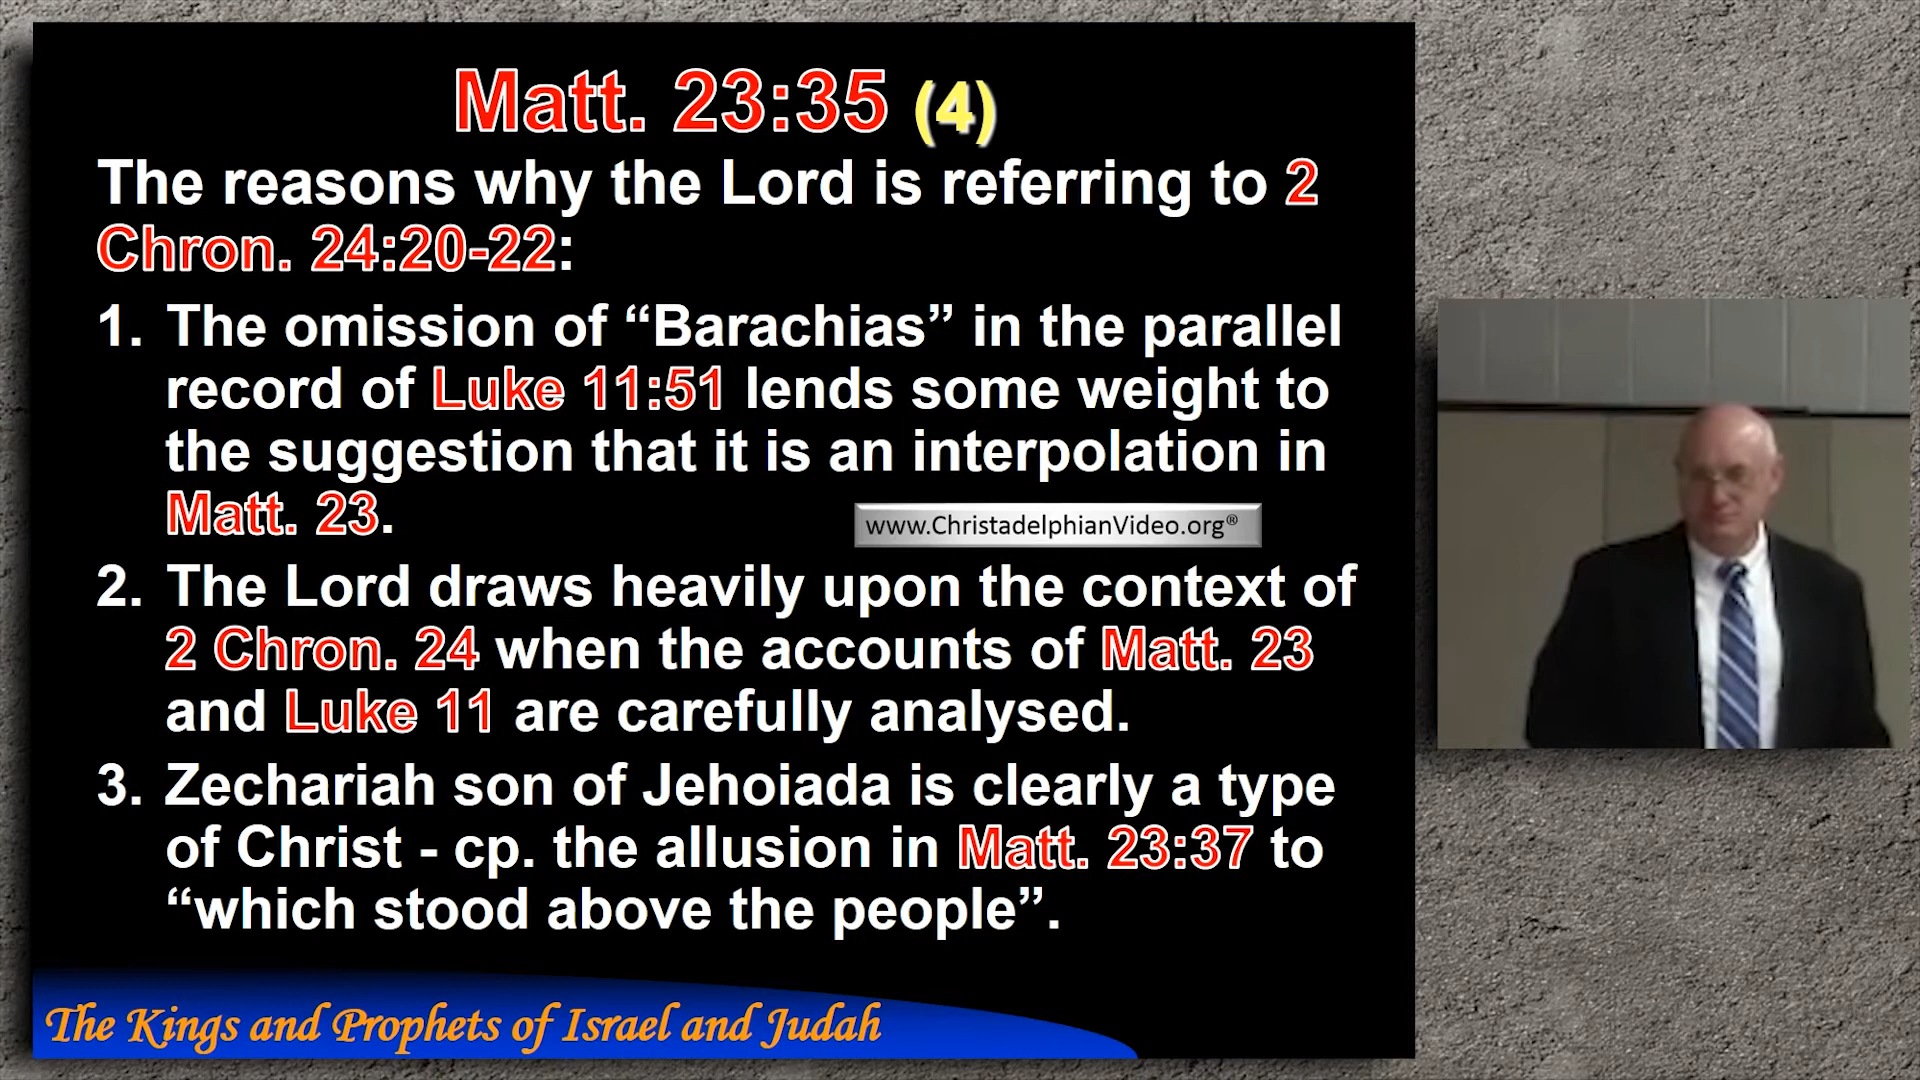 Matt. 23:35 (4)
The reasons why the Lord is referring to 2
Chron. 24:20-22:
1. The omission of “Barachias” in the parallel
record of Luke 11:51 lends some weight to
the suggestion that it is an interpolation in
Matt. 23.
www.ChristadelphianVideo.org®
2. The Lord draws heavily upon the context of
2 Chron. 24 when the accounts of Matt. 23
and Luke 11 are carefully analysed.
3. Zechariah son of Jehoiada is clearly a type
of Christ - cp. the allusion in Matt. 23:37 to
“which stood above the people”.
The Kings and Prophets of Israel and Judah